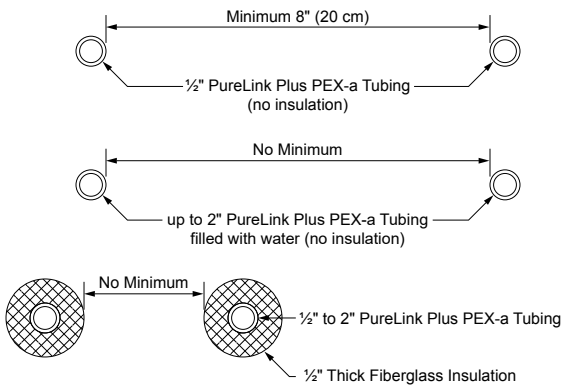 Minimum 8" (20 cm)
½" PureLink Plus PEX-a Tubing
(no insulation)
No Minimum
up to 2" PureLink Plus PEX-a Tubing
filled with water (no insulation)
No Minimum
½" to 2" PureLink Plus PEX-a Tubing
½" Thick Fiberglass Insulation